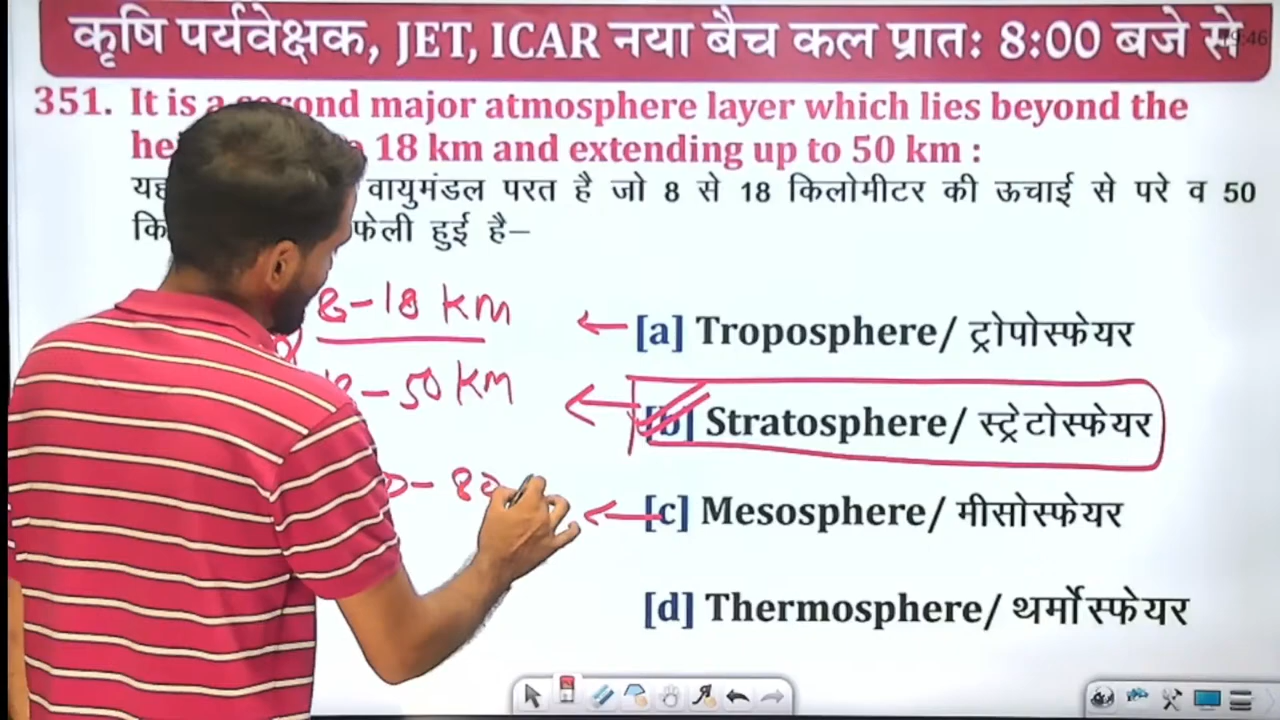 कृषि पर्यवेक्षक, JET, ICAR नया बैच कल प्रातः 8:00 बजे से
351. It is a second major atmosphere layer which lies beyond the
18 km and extending up to 50 km :
वायुमंडल परत है जो 8 से 18 किलोमीटर की ऊचाई से परे व 50
फेली हुई है–
8-18 KM
[a] Troposphere/ ट्रोपोस्फेयर
- 50 KM
[b] Stratosphere/ स्ट्रेटोस्फेयर
- 80
[c] Mesosphere/ मीसोस्फेयर
[d] Thermosphere/ थर्मोस्फेयर